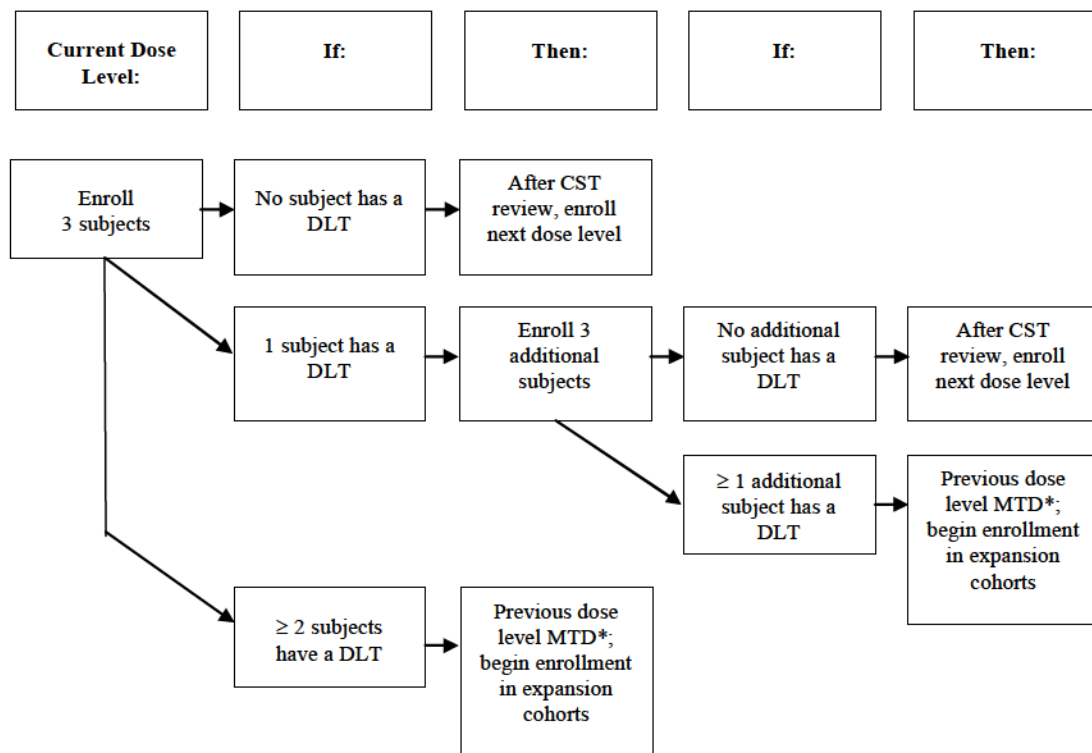 Current Dose
Level:
If:
Then:
If:
Then:
Enroll
3 subjects
No subject has a
DLT
After CST
review, enroll
next dose level
1 subject has a
DLT
Enroll 3
additional
subjects
No additional
subject has a
DLT
After CST
review, enroll
next dose level
≥ 1 additional
subject has a
DLT
Previous dose
level MTD*;
begin enrollment
in expansion
cohorts
≥ 2 subjects
have a DLT
Previous dose
level MTD*;
begin enrollment
in expansion
cohorts